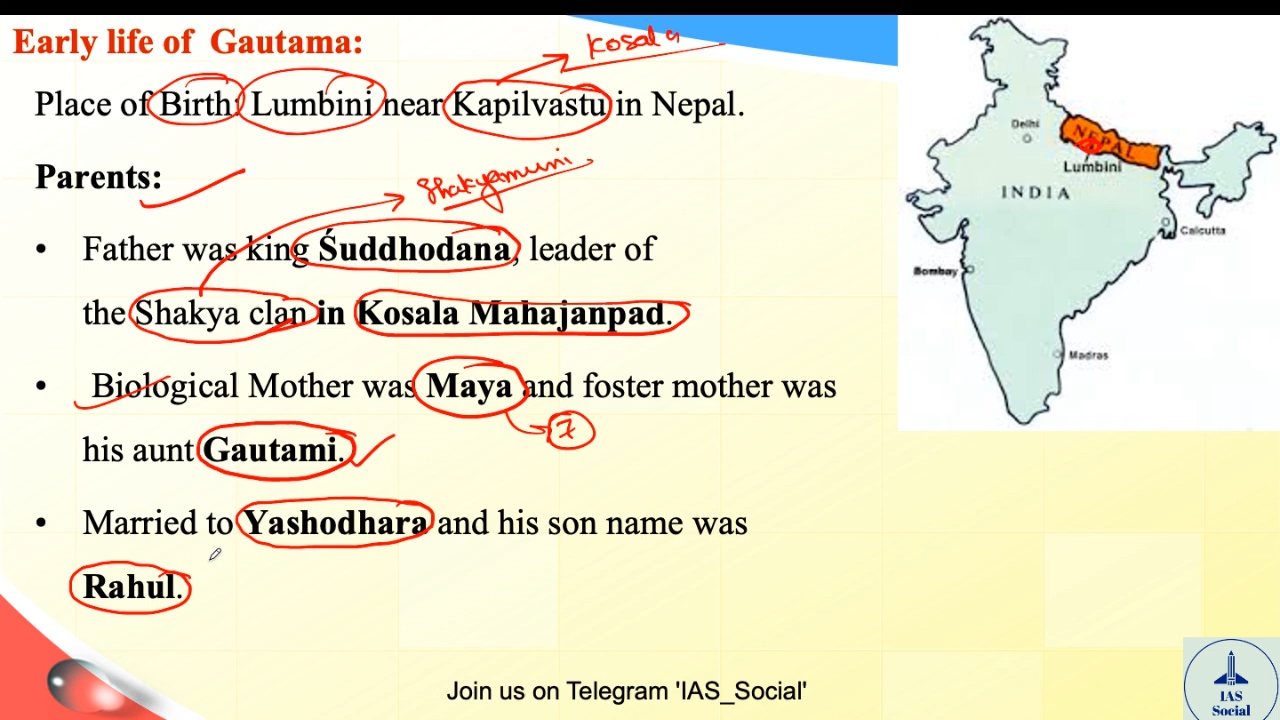 Early life of Gautama:
Kosala
Place of Birth: Lumbini near Kapilvastu in Nepal.
Parents:
Shakyamuni
Father was king Śuddhodana, leader of
the Shakya clan in Kosala Mahajanpad.
Biological Mother was Maya and foster mother was
7
his aunt Gautami.
Married to Yashodhara and his son name was
Rahul.
Delhi
NEPAL
Lumbini
INDIA
Calcutta
Bombay
Madras
Join us on Telegram 'IAS_Social'
IAS
Social